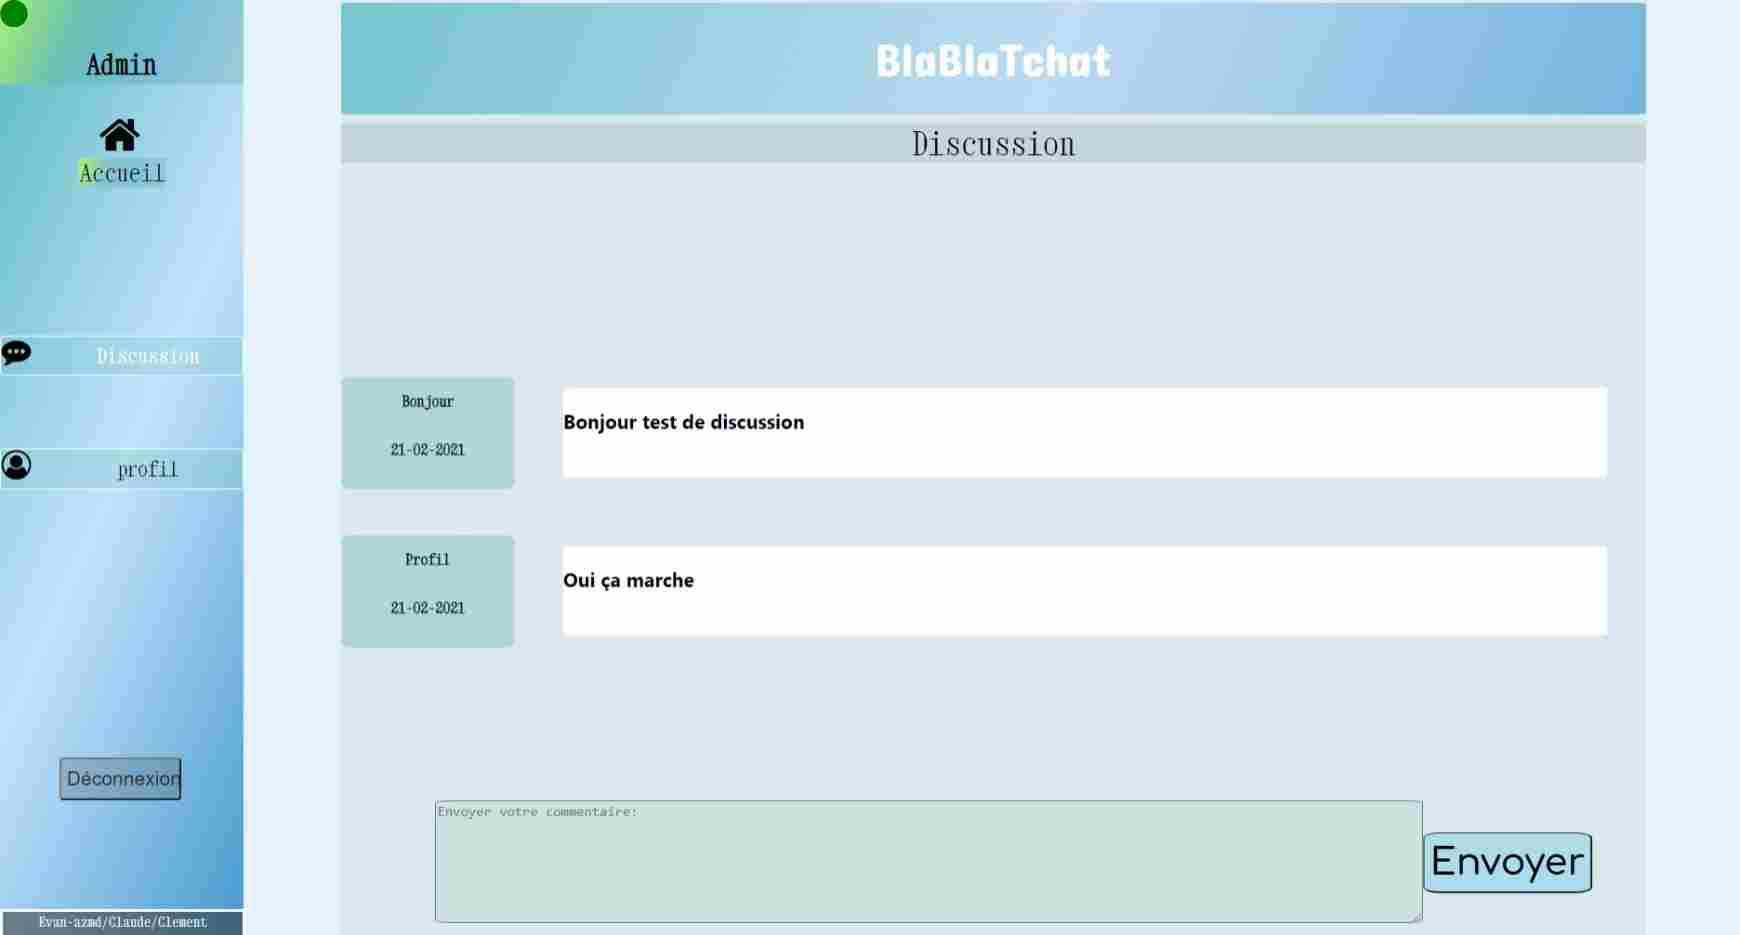 Admin
Accueil
Discussion
profil
Déconnexion
Evan-azmd/Claude/Clement
BlaBlaTchat
Discussion
Bonjour
21-02-2021
Bonjour test de discussion
Profil
21-02-2021
Oui ça marche
Envoyer votre commentaire:
Envoyer